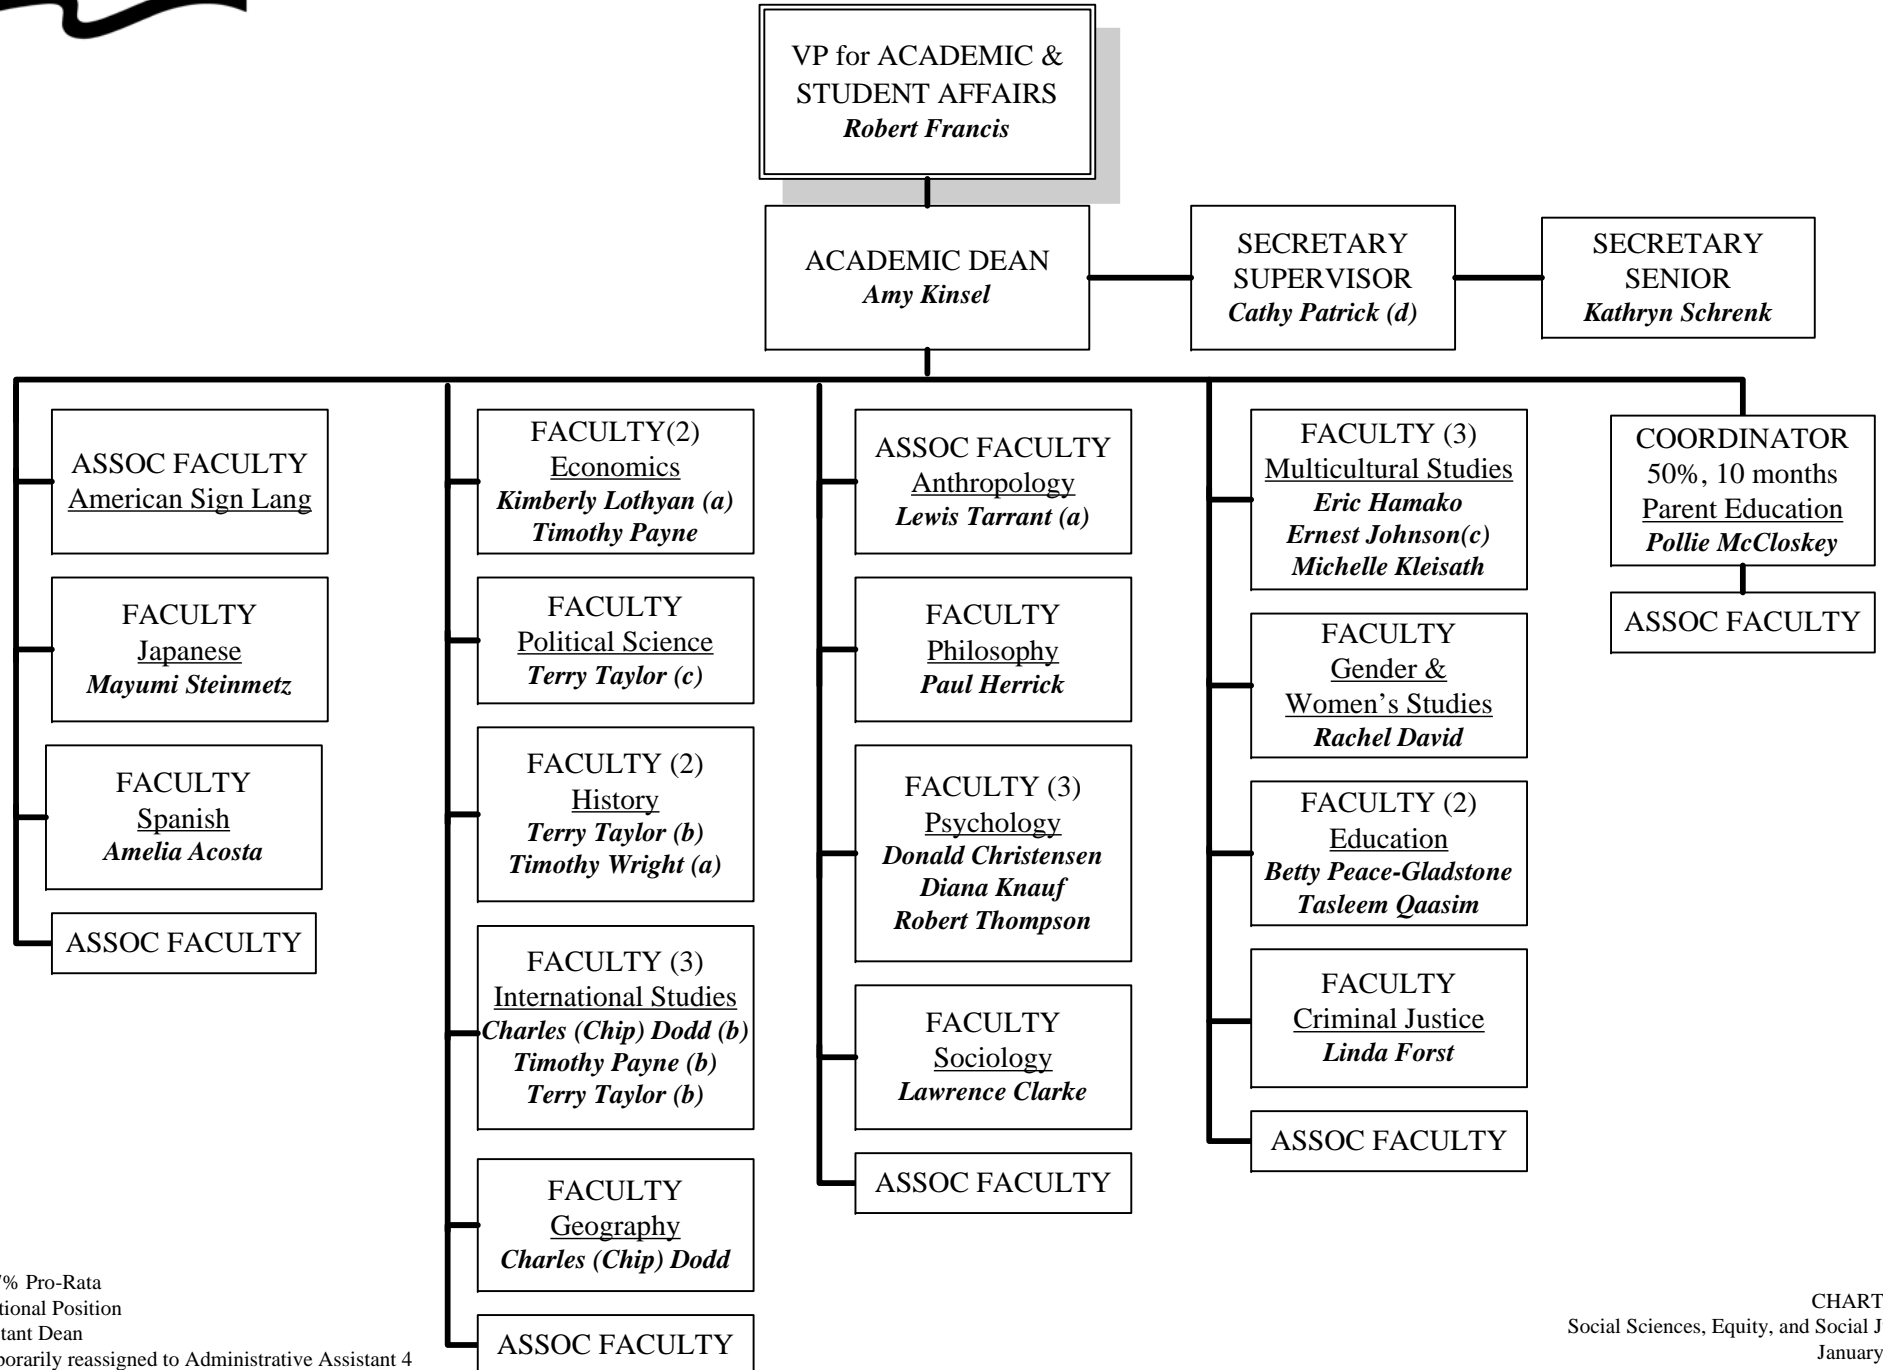 VP for ACADEMIC &
STUDENT AFFAIRS
Robert Francis
ACADEMIC DEAN
Amy Kinsel
SECRETARY
SUPERVISOR
Cathy Patrick (d)
SECRETARY
SENIOR
Kathryn Schrenk
ASSOC FACULTY
American Sign Lang
FACULTY
Japanese
Mayumi Steinmetz
FACULTY
Spanish
Amelia Acosta
ASSOC FACULTY
FACULTY(2)
Economics
Kimberly Lothyan (a)
Timothy Payne
FACULTY
Political Science
Terry Taylor (c)
FACULTY (2)
History
Terry Taylor (b)
Timothy Wright (a)
FACULTY (3)
International Studies
Charles (Chip) Dodd (b)
Timothy Payne (b)
Terry Taylor (b)
FACULTY
Geography
Charles (Chip) Dodd
ASSOC FACULTY
ASSOC FACULTY
Anthropology
Lewis Tarrant (a)
FACULTY
Philosophy
Paul Herrick
FACULTY (3)
Psychology
Donald Christensen
Diana Knauf
Robert Thompson
FACULTY
Sociology
Lawrence Clarke
ASSOC FACULTY
FACULTY (3)
Multicultural Studies
Eric Hamako
Ernest Johnson(c)
Michelle Kleisath
FACULTY
Gender &
Women's Studies
Rachel David
FACULTY (2)
Education
Betty Peace-Gladstone
Tasleem Qaasim
FACULTY
Criminal Justice
Linda Forst
ASSOC FACULTY
COORDINATOR
50%, 10 months
Parent Education
Pollie McCloskey
ASSOC FACULTY
% Pro-Rata
tional Position
tant Dean
porarily reassigned to Administrative Assistant 4
CHART
Social Sciences, Equity, and Social J
January